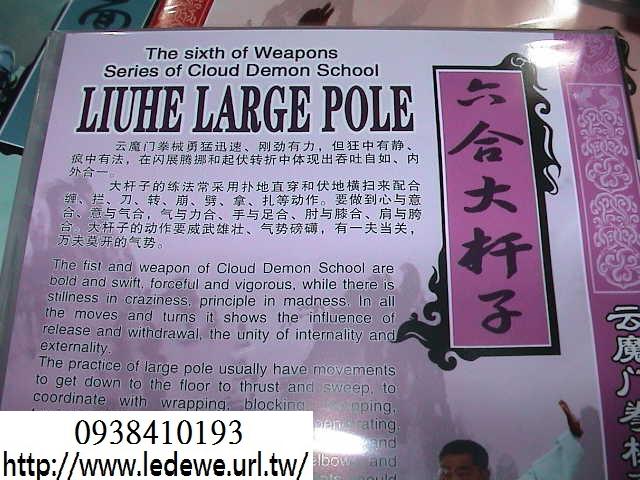 面
The sixth of Weapons
Series of Cloud Demon School
LIUHE LARGE POLE
六合大杆子
云魔门拳械勇猛迅速、刚劲有力，但狂中有静、
疯中有法，在闪展腾挪和起伏转折中体现出吞吐自如、内
外合一。
大杆子的练法常采用扑地直穿和伏地横扫来配合
缠、拦、刀、转、崩、劈、拿、扎等动作。要做到心与意
合、意与气合，气与力合、手与足合、肘与膝合、肩与胯
合。大杆子的动作要威武雄壮、气势磅礴，有一夫当关，
万夫莫开的气势。
The fist and weapon of Cloud Demon School are
bold and swift, forceful and vigorous, while there is
stillness in craziness, principle in madness. In all
the moves and turns it shows the influence of
release and withdrawal, the unity of internality and
externality.
The practice of large pole usually have movements
to get down to the floor to thrust and sweep, to
coordinate with wrapping, blocking,
penetrating,
and
elbow and
should
云魔门拳械
0938410193
http://www.ledewe.url.tw/